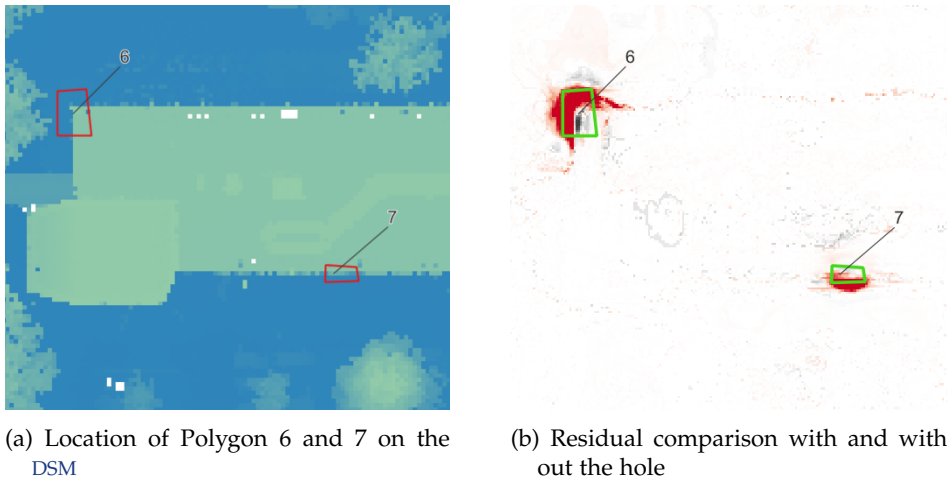 6
7
6
7
(a) Location of Polygon 6 and 7 on the
DSM
(b) Residual comparison with and with
out the hole